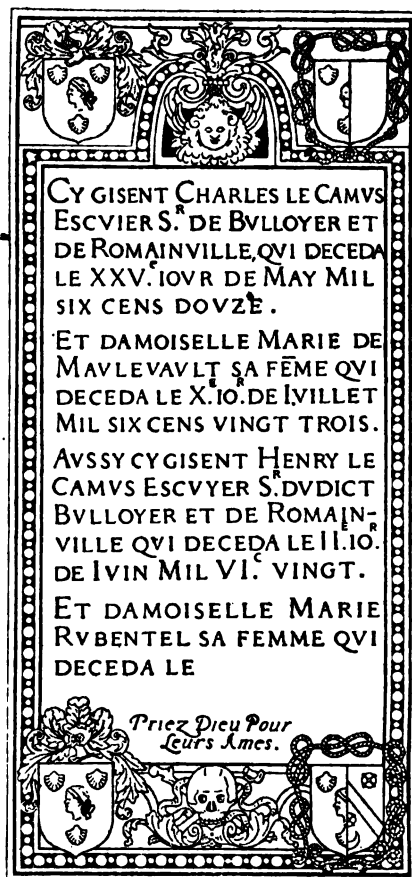 CY GISENT CHARLES LE CAMVS
ESCVIER S.R DE BVLLOYER ET
DE ROMAINVILLE, QVI DECEDA
LE XXV.e IOVR DE MAY MIL
SIX CENS DOVZE.
ET DAMOISELLE MARIE DE
MAVLEVAVLT SA FEM̄E QVI
DECEDA LE X.E IO.R DE IVILLET
MIL SIX CENS VINGT TROIS.
AVSSY CY GISENT HENRY LE
CAMVS ESCVYER S.R DVDICT
BVLLOYER ET DE ROMAIN-
VILLE QVI DECEDA LE II.E IO.R
DE IVIN MIL VI.C VINGT.
ET DAMOISELLE MARIE
RVBENTEL SA FEMME QVI
DECEDA LE
Priez Dieu Pour
Leurs Ames.